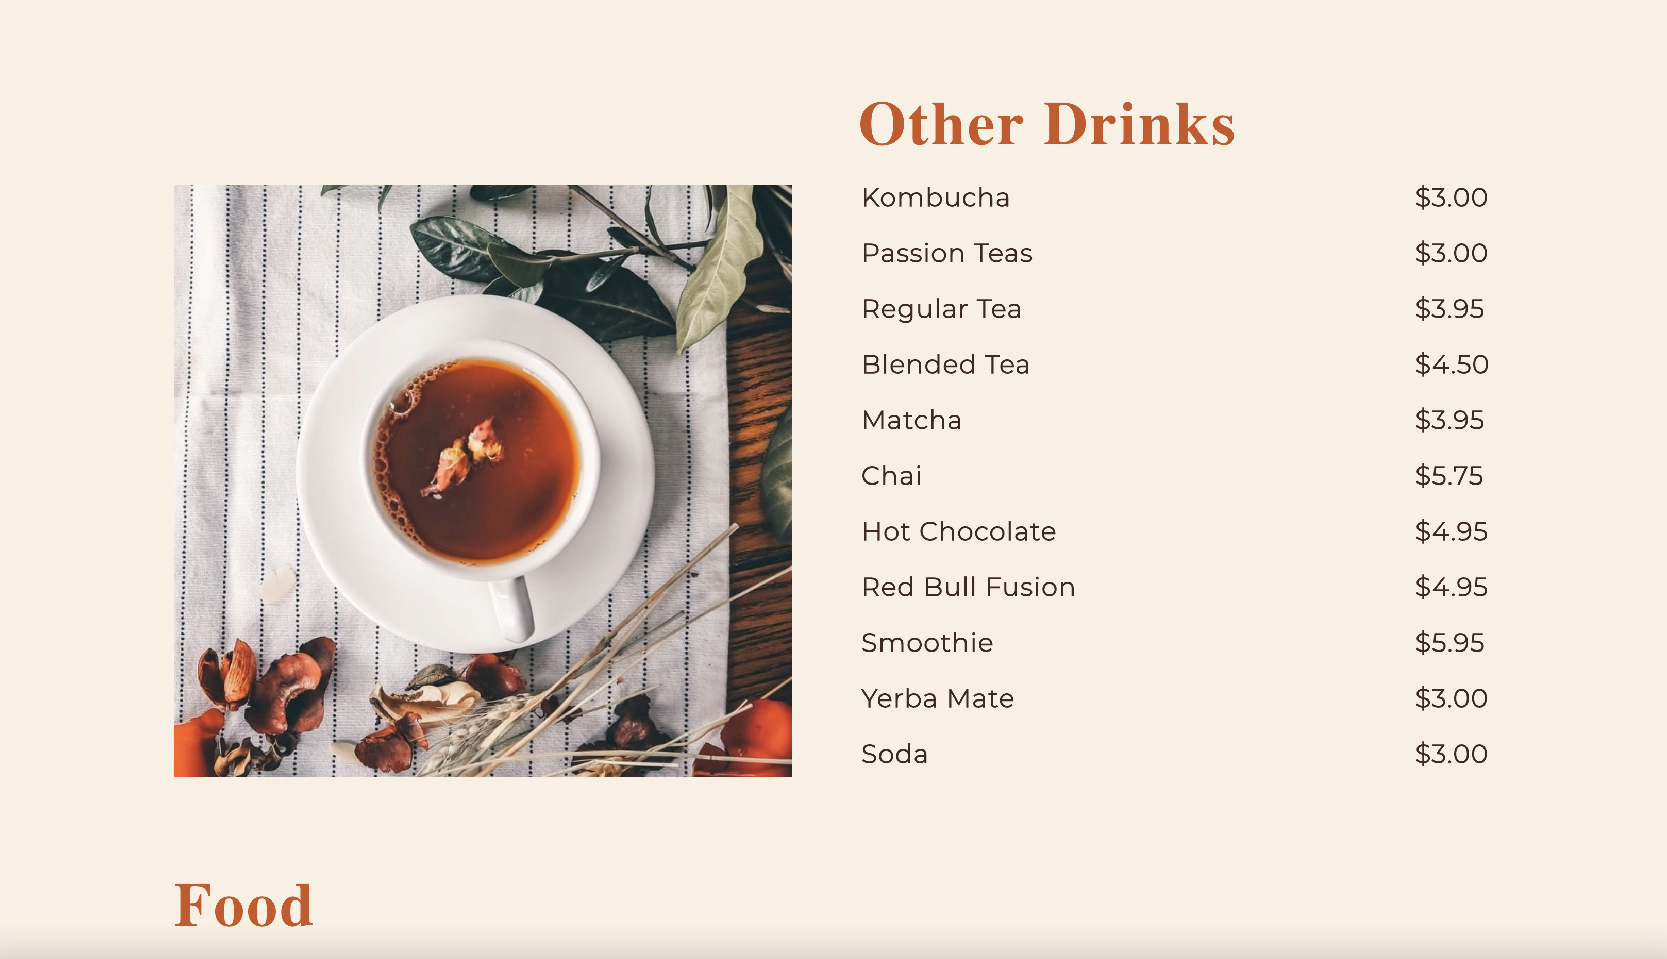 Other Drinks
Kombucha $3.00
Passion Teas $3.00
Regular Tea $3.95
Blended Tea $4.50
Matcha $3.95
Chai $5.75
Hot Chocolate $4.95
Red Bull Fusion $4.95
Smoothie $5.95
Yerba Mate $3.00
Soda $3.00
Food